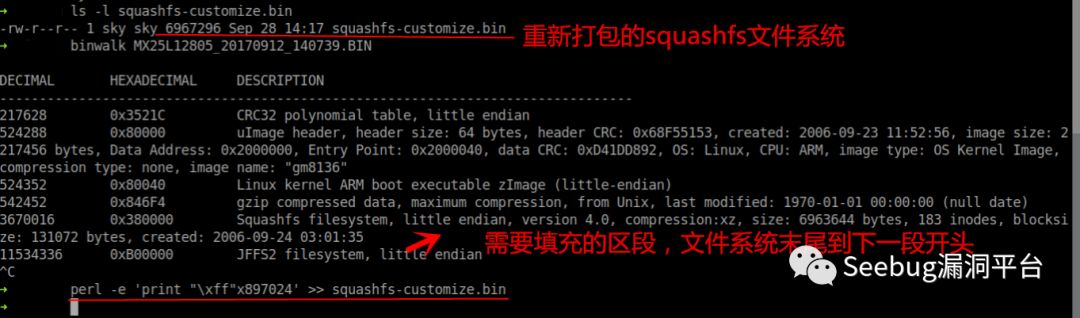 → ls -l squashfs-customize.bin
-rw-r--r-- 1 sky sky 6967296 Sep 28 14:17 squashfs-customize.bin
重新打包的squashfs文件系统
→ binwalk MX25L12805_20170912_140739.BIN
DECIMAL HEXADECIMAL DESCRIPTION
--------------------------------------------------------------------------------
217628 0x3521C CRC32 polynomial table, little endian
524288 0x80000 uImage header, header size: 64 bytes, header CRC: 0x68F55153, created: 2006-09-23 11:52:56, image size: 2
217456 bytes, Data Address: 0x2000000, Entry Point: 0x2000040, data CRC: 0xD41DD892, OS: Linux, CPU: ARM, image type: OS Kernel Image,
compression type: none, image name: "gm8136"
524352 0x80040 Linux kernel ARM boot executable zImage (little-endian)
542452 0x846F4 gzip compressed data, maximum compression, from Unix, last modified: 1970-01-01 00:00:00 (null date)
3670016 0x380000 Squashfs filesystem, little endian, version 4.0, compression:xz, size: 6963644 bytes, 183 inodes, blocksi
ze: 131072 bytes, created: 2006-09-24 03:01:35
需要填充的区段，文件系统末尾到下一段开头
11534336 0xB00000 JFFS2 filesystem, little endian
^C
Seebug漏洞平台
→ perl -e 'print "\xff"x897024' >> squashfs-customize.bin
→